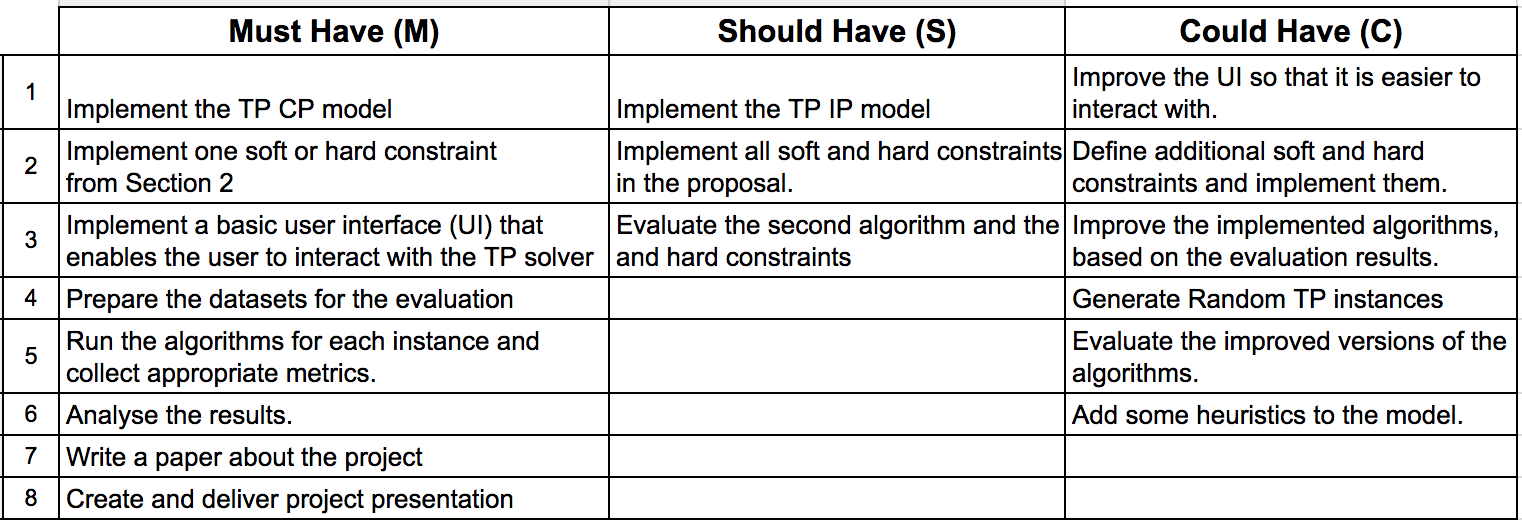 Must Have (M) Should Have (S) Could Have (C)
1 Implement the TP CP model Implement the TP IP model Improve the UI so that it is easier to
interact with.
2 Implement one soft or hard constraint
from Section 2 Implement all soft and hard constraints
in the proposal. Define additional soft and hard
constraints and implement them.
3 Implement a basic user interface (UI) that
enables the user to interact with the TP solver Evaluate the second algorithm and the
and hard constraints Improve the implemented algorithms,
based on the evaluation results.
4 Prepare the datasets for the evaluation Generate Random TP instances
5 Run the algorithms for each instance and
collect appropriate metrics. Evaluate the improved versions of the
algorithms.
6 Analyse the results. Add some heuristics to the model.
7 Write a paper about the project
8 Create and deliver project presentation